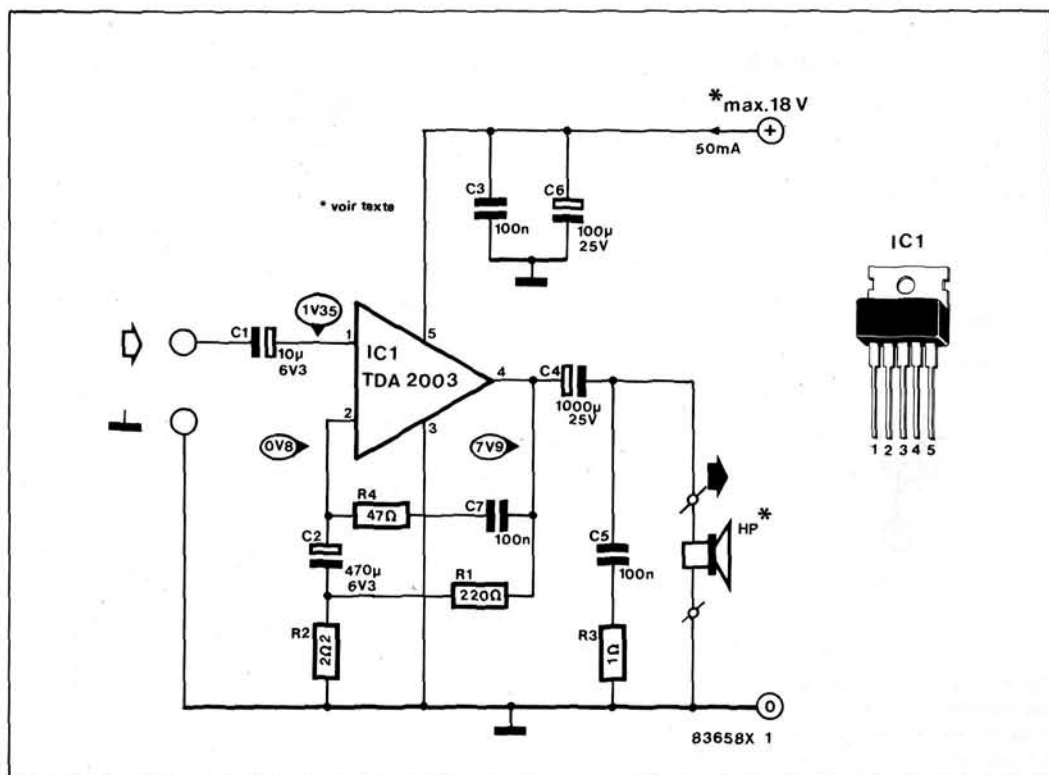 * max.18 V
+
50mA
* voir texte
C3
100n
C6
100µ
25V
IC1
1V35
C1
10µ
6V3
1
5
IC1
TDA 2003
4
C4
1000µ
25V
2
3
0V8
7V9
1 2 3 4 5
R4
47Ω
C7
100n
HP *
C2
470µ
6V3
C5
100n
R1
220Ω
R2
2Ω2
R3
1Ω
0
83658X 1